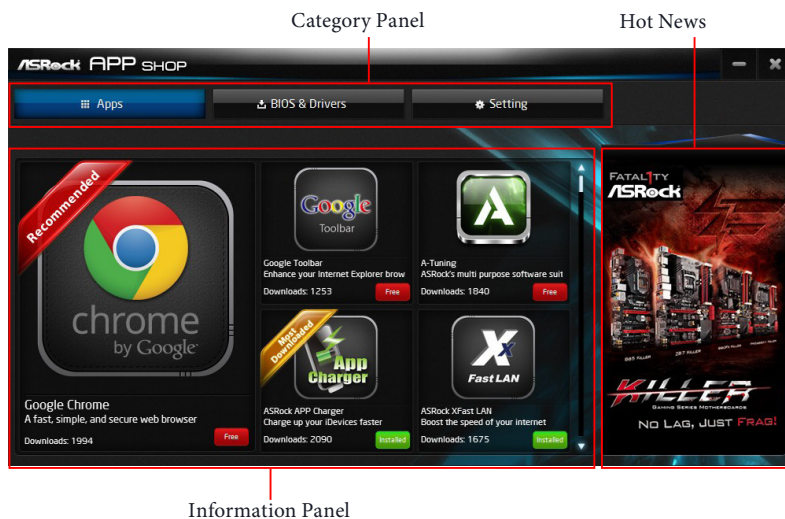 Category Panel
Hot News
ASRock APP SHOP
Apps
BIOS & Drivers
Setting
Recommended
chrome
by Google
Google Chrome
A fast, simple, and secure web browser
Downloads: 1994
Free
Google
Toolbar
Google Toolbar
Enhance your Internet Explorer brow
Downloads: 1253
Free
A-Tuning
ASRock's multi purpose software suit
Downloads: 1840
Free
Most
Downloaded
App
Charger
ASRock APP Charger
Charge up your iDevices faster
Downloads: 2090
Installed
X
Fast LAN
ASRock XFast LAN
Boost the speed of your internet
Downloads: 1675
Installed
FATAL1TY
ASRock
B85 KILLER
Z87 KILLER
KILLER
GAMING SERIES MOTHERBOARDS
NO LAG, JUST FRAG!
Information Panel